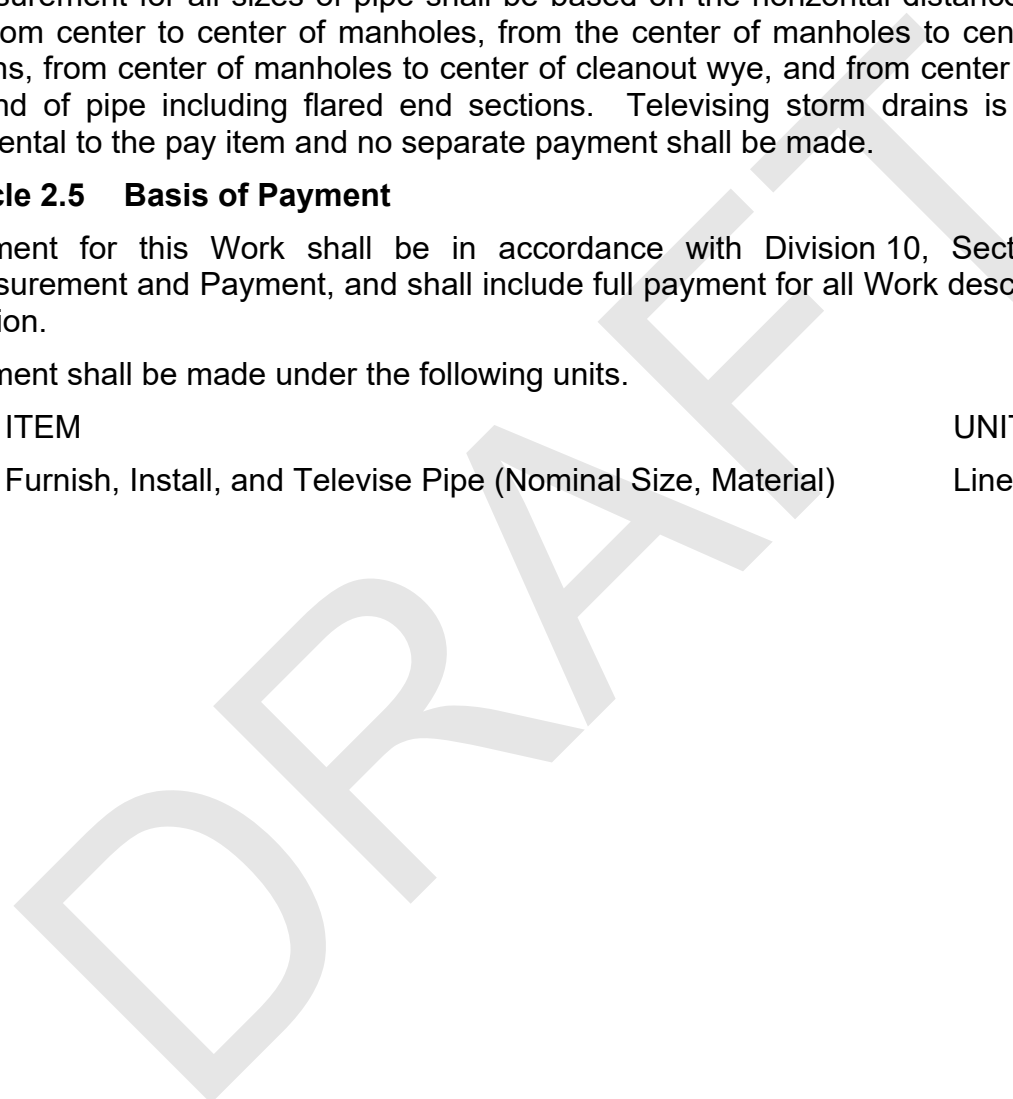 surement for all sizes of pipe shall be based on the horizontal distance
om center to center of manholes, from the center of manholes to cen
ns, from center of manholes to center of cleanout wye, and from center
nd of pipe including flared end sections. Televising storm drains is
ental to the pay item and no separate payment shall be made.
cle 2.5 Basis of Payment
ment for this Work shall be in accordance with Division 10, Sect
surement and Payment, and shall include full payment for all Work desc
ion.
ment shall be made under the following units.
ITEM UNIT
Furnish, Install, and Televise Pipe (Nominal Size, Material) Line
DRAFT